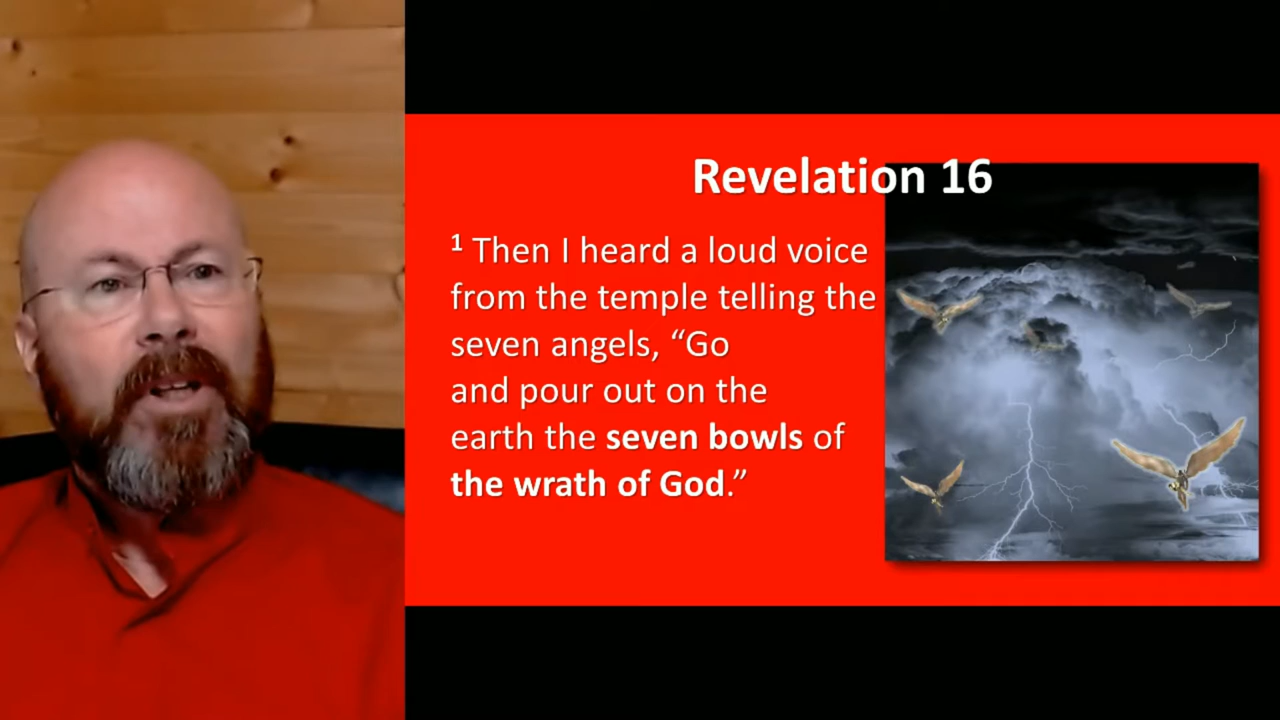 Revelation 16
1 Then I heard a loud voice
from the temple telling the
seven angels, “Go
and pour out on the
earth the seven bowls of
the wrath of God.”